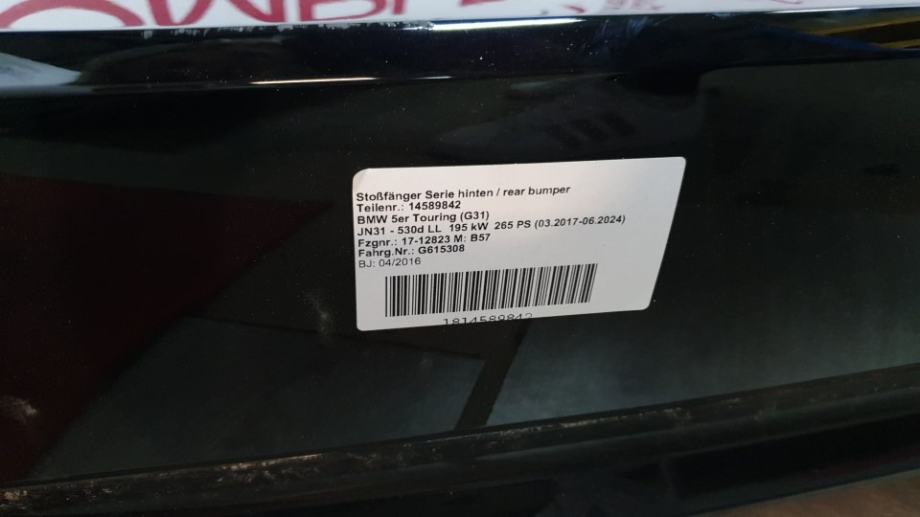 Stoßfänger Serie hinten / rear bumper
Teilenr.: 14589842
BMW 5er Touring (G31)
JN31 - 530d LL 195 kW 265 PS (03.2017-06.2024)
Fzgnr.: 17-12823 M: B57
Fahrg.Nr.: G615308
BJ: 04/2016
1814589842